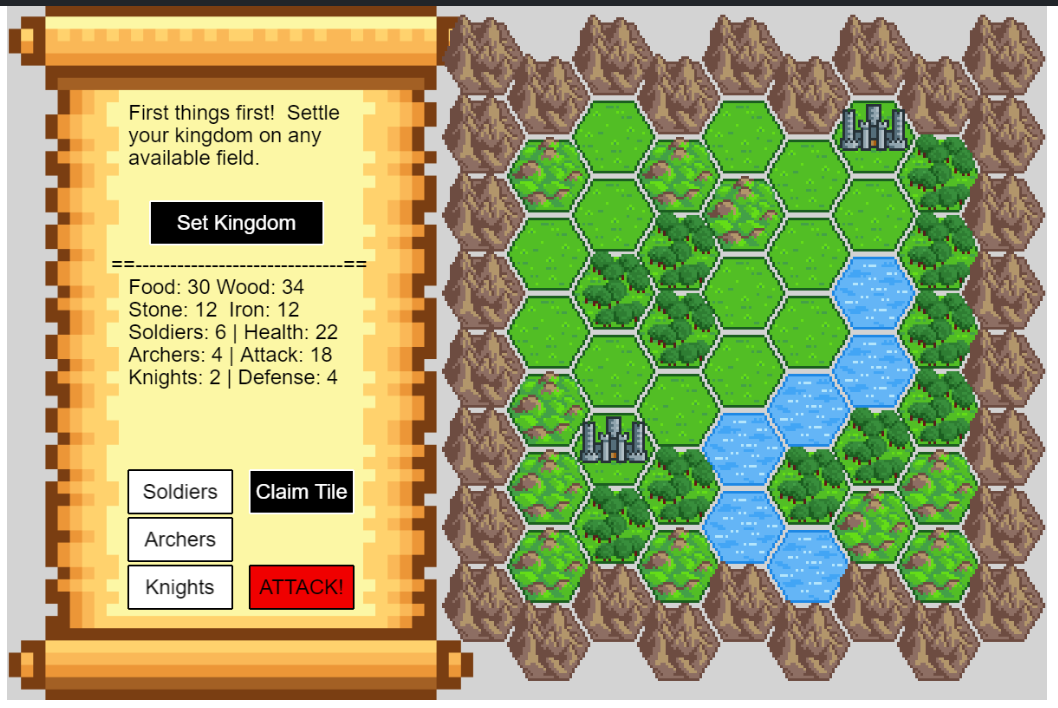 First things first!  Settle
your kingdom on any
available field.
Set Kingdom
==------------------------------==
Food: 30 Wood: 34
Stone: 12  Iron: 12
Soldiers: 6 | Health: 22
Archers: 4 | Attack: 18
Knights: 2 | Defense: 4
Soldiers
Claim Tile
Archers
Knights
ATTACK!